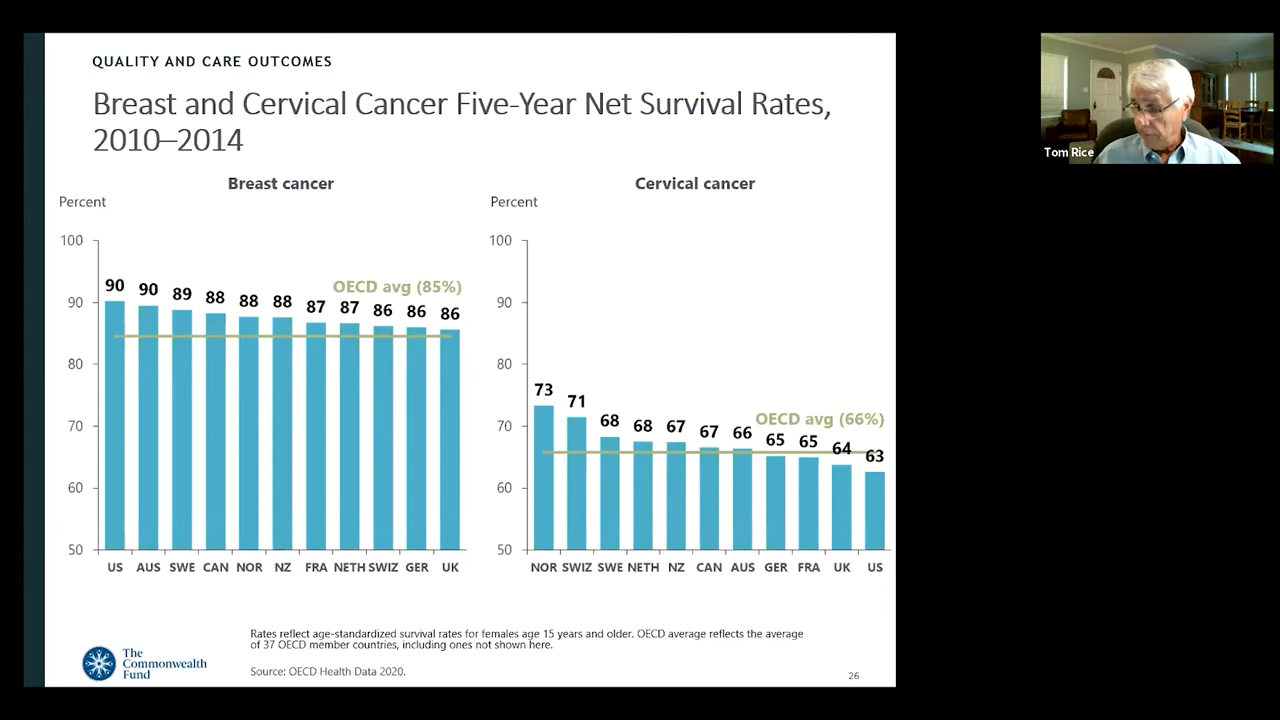 QUALITY AND CARE OUTCOMES
Breast and Cervical Cancer Five-Year Net Survival Rates,
2010–2014
Breast cancer
Percent
100
90
80
70
60
50
OECD avg (85%)
90 90 89 88 88 88 87 87 86 86 86
US AUS SWE CAN NOR NZ FRA NETH SWIZ GER UK
Cervical cancer
Percent
100
90
80
70
60
50
OECD avg (66%)
73 71 68 68 67 67 66 65 65 64 63
NOR SWIZ SWE NETH NZ CAN AUS GER FRA UK US
Rates reflect age-standardized survival rates for females age 15 years and older. OECD average reflects the average
of 37 OECD member countries, including ones not shown here.
Source: OECD Health Data 2020.
The
Commonwealth
Fund
26
Tom Rice